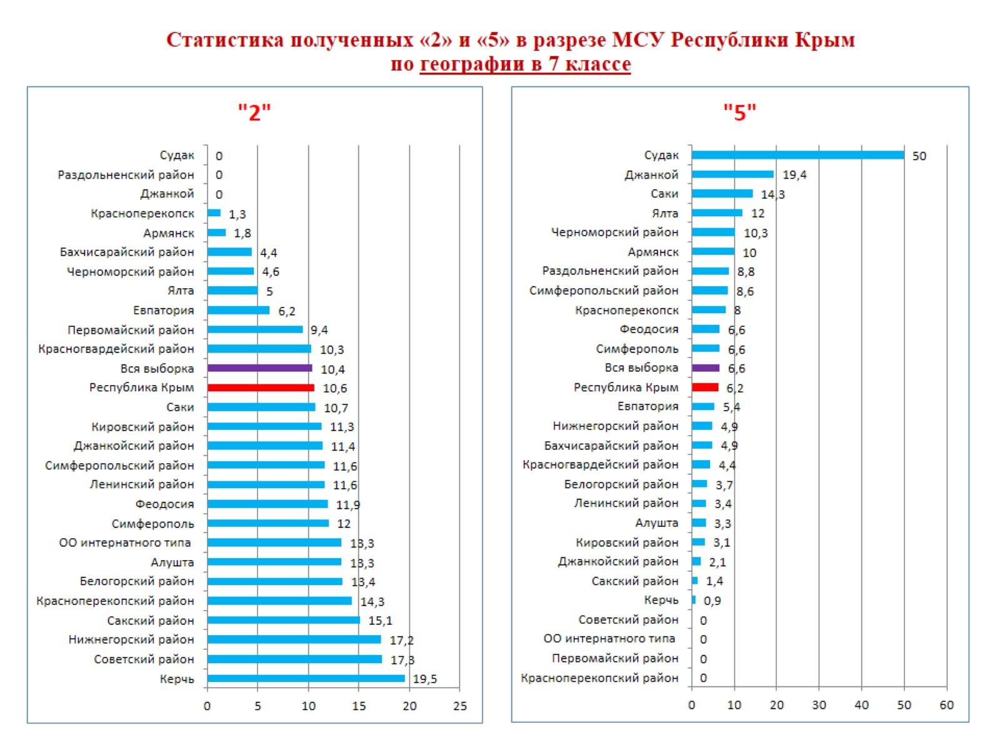 Статистика полученных «2» и «5» в разрезе МСУ Республики Крым
по географии в 7 классе
"2"
Судак 0
Раздольненский район 0
Джанкой 0
Красноперекопск 1,3
Армянск 1,8
Бахчисарайский район 4,4
Черноморский район 4,6
Ялта 5
Евпатория 6,2
Первомайский район 9,4
Красногвардейский район 10,3
Вся выборка 10,4
Республика Крым 10,6
Саки 10,7
Кировский район 11,3
Джанкойский район 11,4
Симферопольский район 11,6
Ленинский район 11,6
Феодосия 11,9
Симферополь 12
ОО интернатного типа 13,3
Алушта 13,3
Белогорский район 13,4
Красноперекопский район 14,3
Сакский район 15,1
Нижнегорский район 17,2
Советский район 17,3
Керчь 19,5
0 5 10 15 20 25
"5"
Судак 50
Джанкой 19,4
Саки 14,3
Ялта 12
Черноморский район 10,3
Армянск 10
Раздольненский район 8,8
Симферопольский район 8,6
Красноперекопск 8
Феодосия 6,6
Симферополь 6,6
Вся выборка 6,6
Республика Крым 6,2
Евпатория 5,4
Нижнегорский район 4,9
Бахчисарайский район 4,9
Красногвардейский район 4,4
Белогорский район 3,7
Ленинский район 3,4
Алушта 3,3
Кировский район 3,1
Джанкойский район 2,1
Сакский район 1,4
Керчь 0,9
Советский район 0
ОО интернатного типа 0
Первомайский район 0
Красноперекопский район 0
0 10 20 30 40 50 60